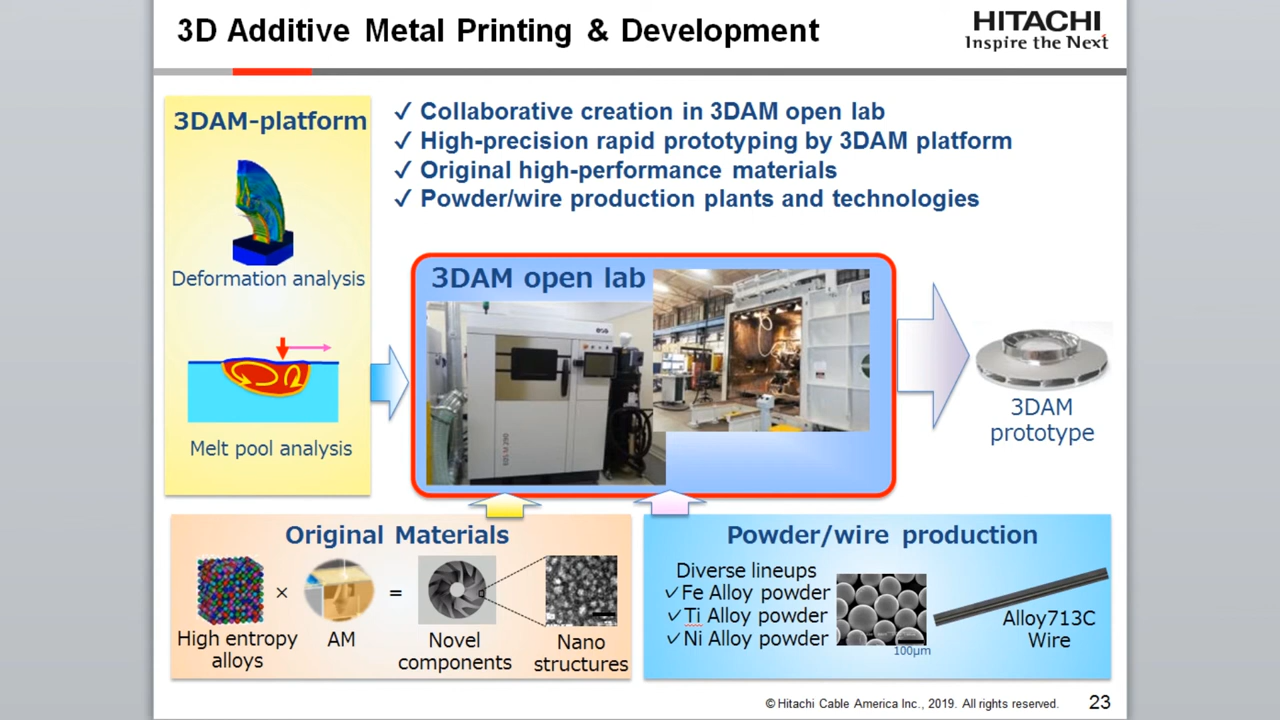 3D Additive Metal Printing & Development
HITACHI
Inspire the Next
3DAM-platform
Deformation analysis
Melt pool analysis
✓ Collaborative creation in 3DAM open lab
✓ High-precision rapid prototyping by 3DAM platform
✓ Original high-performance materials
✓ Powder/wire production plants and technologies
3DAM open lab
EOS M 290
3DAM
prototype
Original Materials
High entropy
alloys
×
AM
=
Novel
components
Nano
structures
Powder/wire production
Diverse lineups
✓ Fe Alloy powder
✓ Ti Alloy powder
✓ Ni Alloy powder
100μm
Alloy713C
Wire
© Hitachi Cable America Inc., 2019. All rights reserved.
23